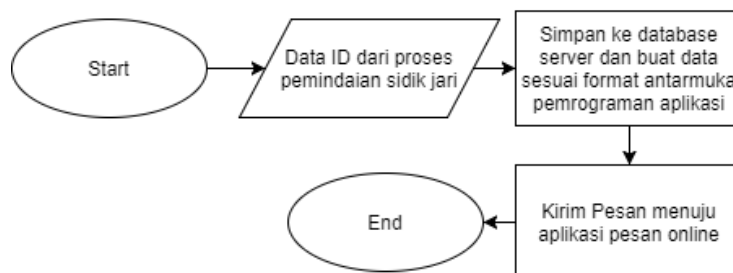 Start
Data ID dari proses
pemindaian sidik jari
Simpan ke database
server dan buat data
sesuai format antarmuka
pemrograman aplikasi
Kirim Pesan menuju
aplikasi pesan online
End